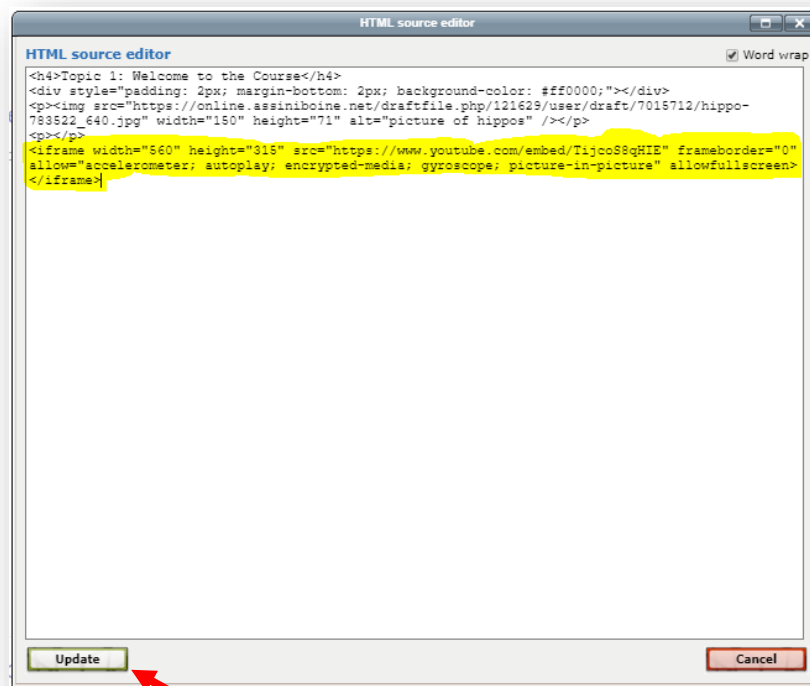 HTML source editor
HTML source editor
Word wrap
<h4>Topic 1: Welcome to the Course</h4>
<div style="padding: 2px; margin-bottom: 2px; background-color: #ff0000;"></div>
<p><img src="https://online.assiniboine.net/draftfile.php/121629/user/draft/7015712/hippo-
783522_640.jpg" width="150" height="71" alt="picture of hippos" /></p>
<p></p>
<iframe width="560" height="315" src="https://www.youtube.com/embed/TijcoS8qHIE" frameborder="0"
allow="accelerometer; autoplay; encrypted-media; gyroscope; picture-in-picture" allowfullscreen>
</iframe>
Update
Cancel